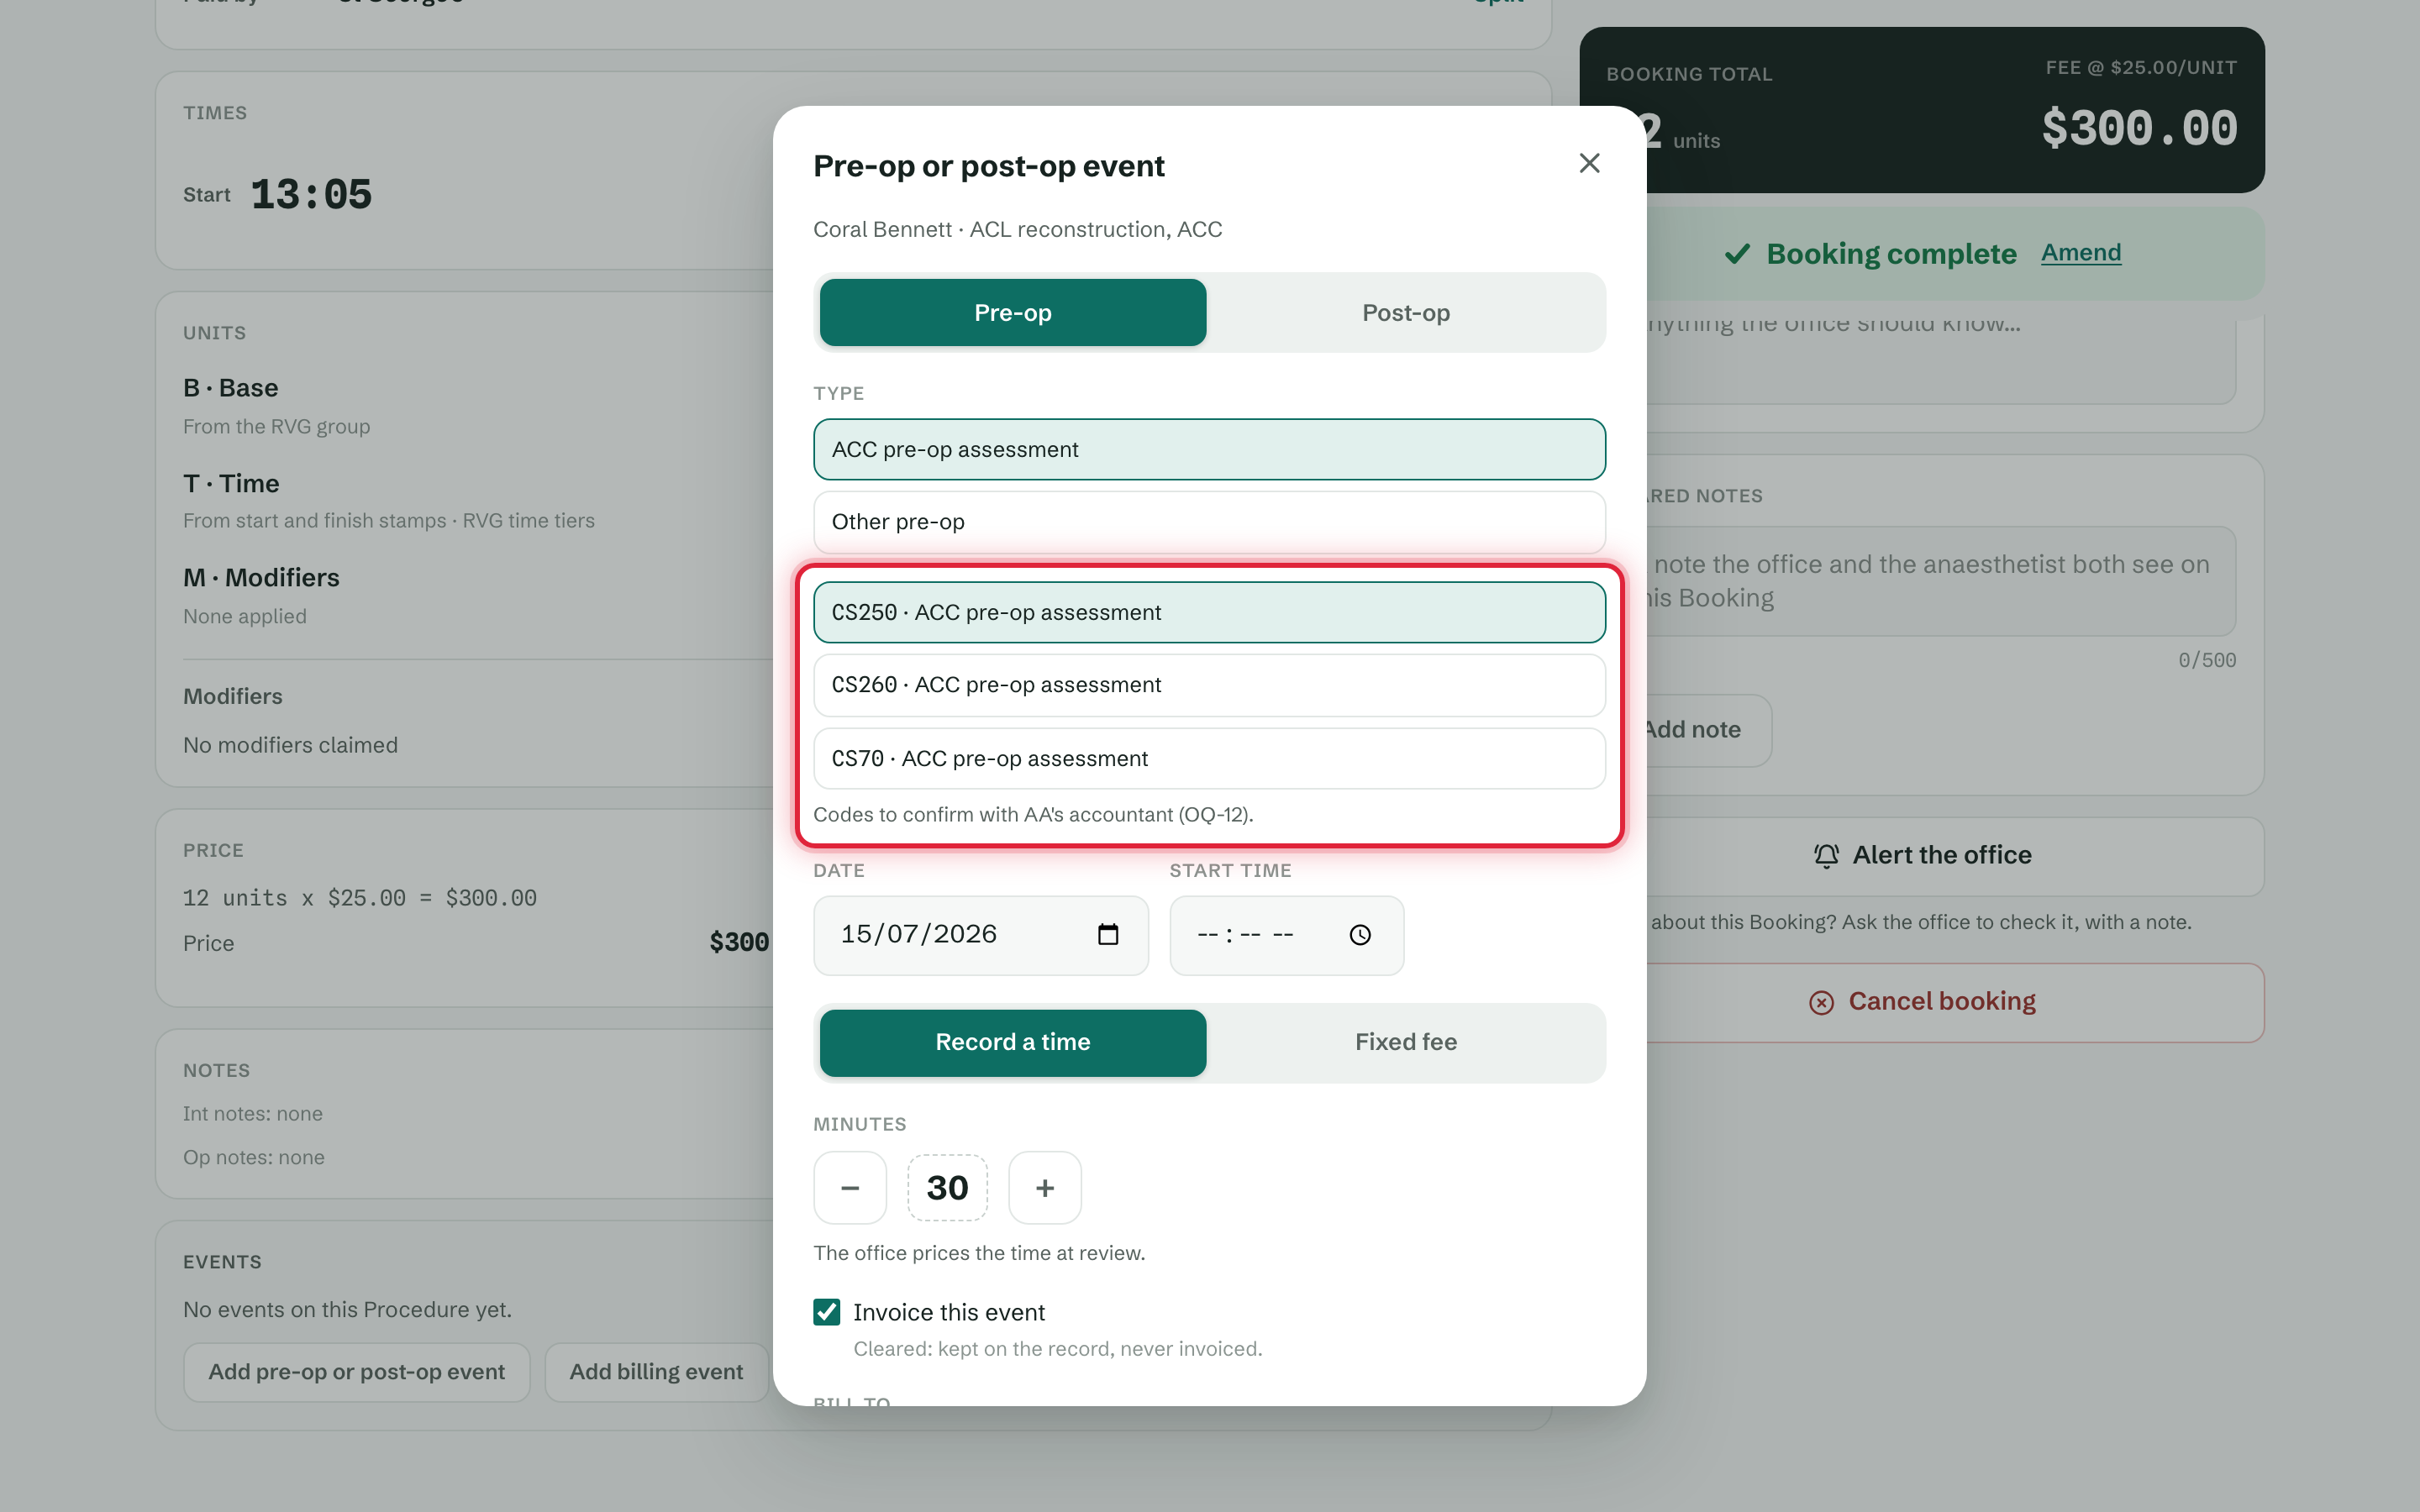 TIMES
Start 13:05
UNITS
B · Base
From the RVG group
T · Time
From start and finish stamps · RVG time tiers
M · Modifiers
None applied
Modifiers
No modifiers claimed
PRICE
12 units x $25.00 = $300.00
Price $300
NOTES
Int notes: none
Op notes: none
EVENTS
No events on this Procedure yet.
Add pre-op or post-op event Add billing event
Pre-op or post-op event
Coral Bennett · ACL reconstruction, ACC
Pre-op Post-op
TYPE
ACC pre-op assessment
Other pre-op
CS250 · ACC pre-op assessment
CS260 · ACC pre-op assessment
CS70 · ACC pre-op assessment
Codes to confirm with AA's accountant (OQ-12).
DATE START TIME
15/07/2026 --:-- --
Record a time Fixed fee
MINUTES
− 30 +
The office prices the time at review.
Invoice this event
Cleared: kept on the record, never invoiced.
BILL TO
BOOKING TOTAL FEE @ $25.00/UNIT
2 units $300.00
Booking complete Amend
the office should know...
NOTES
note the office and the anaesthetist both see on
Booking
0/500
Add note
Alert the office
about this Booking? Ask the office to check it, with a note.
Cancel booking